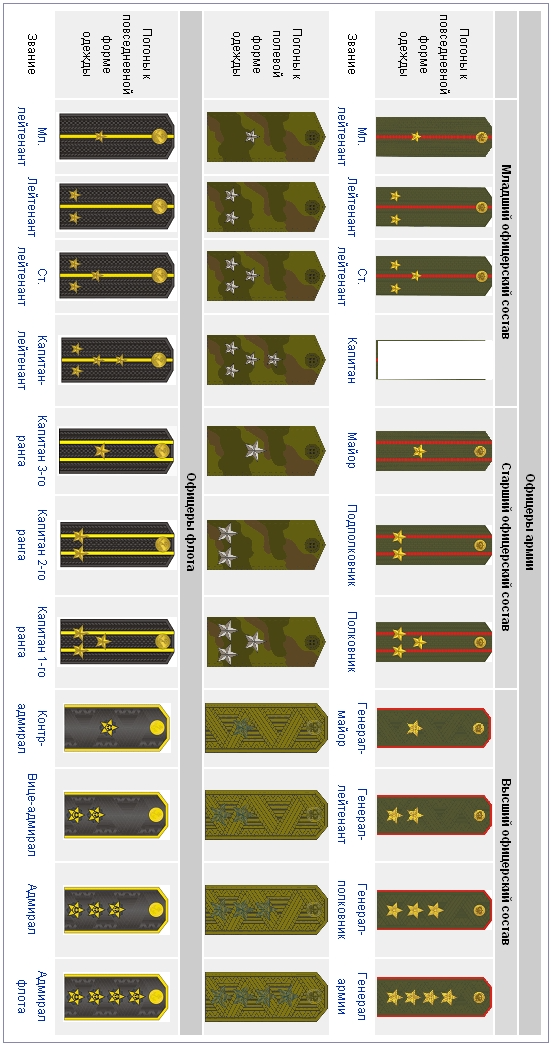 Офицеры армии
Младший офицерский состав
Старший офицерский состав
Высший офицерский состав
Погоны к
повседневной
форме
одежды
Звание
Мл.
лейтенант
Лейтенант
Ст.
лейтенант
Капитан
Майор
Подполковник
Полковник
Генерал-
майор
Генерал-
лейтенант
Генерал-
полковник
Генерал
армии
Погоны к
полевой
форме
одежды
Офицеры флота
Погоны к
повседневной
форме
одежды
Звание
Мл.
лейтенант
Лейтенант
Ст.
лейтенант
Капитан-
лейтенант
Капитан 3-го
ранга
Капитан 2-го
ранга
Капитан 1-го
ранга
Контр-
адмирал
Вице-адмирал
Адмирал
Адмирал
флота